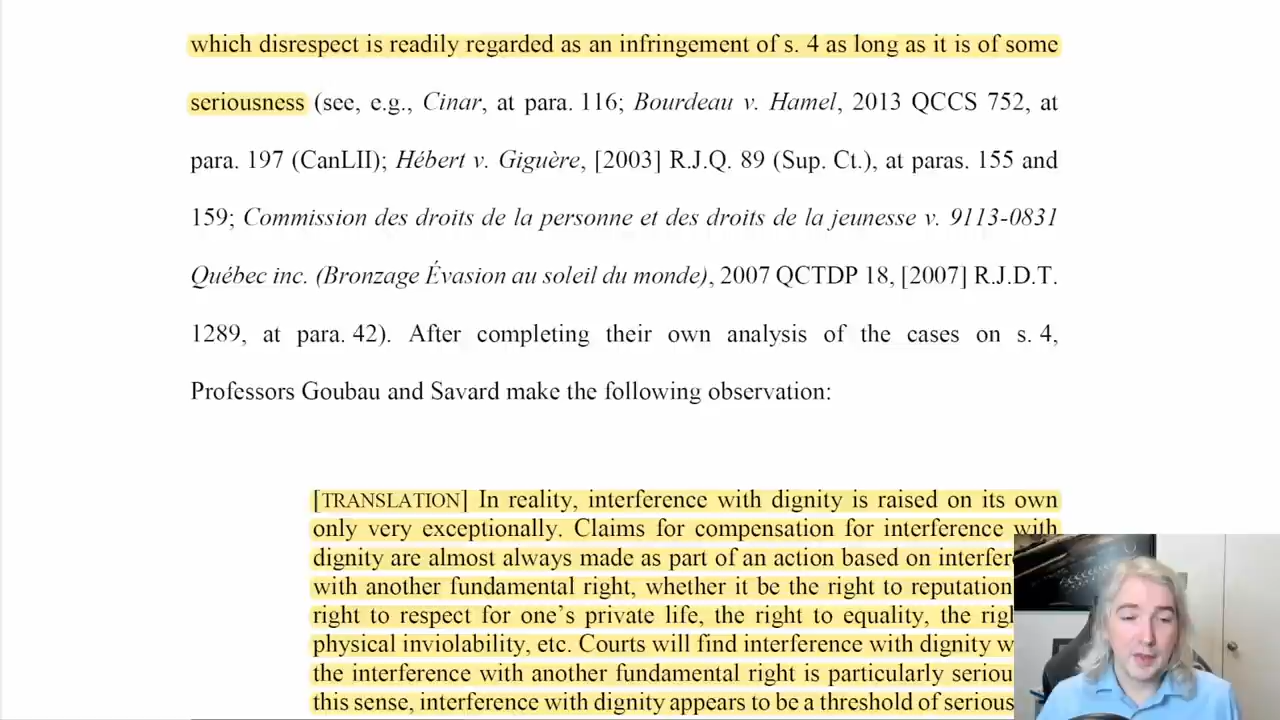 which disrespect is readily regarded as an infringement of s. 4 as long as it is of some
seriousness (see, e.g., Cinar, at para. 116; Bourdeau v. Hamel, 2013 QCCS 752, at
para. 197 (CanLII); Hébert v. Giguère, [2003] R.J.Q. 89 (Sup. Ct.), at paras. 155 and
159; Commission des droits de la personne et des droits de la jeunesse v. 9113-0831
Québec inc. (Bronzage Évasion au soleil du monde), 2007 QCTDP 18, [2007] R.J.D.T.
1289, at para. 42). After completing their own analysis of the cases on s. 4,
Professors Goubau and Savard make the following observation:
[TRANSLATION] In reality, interference with dignity is raised on its own
only very exceptionally. Claims for compensation for interference with
dignity are almost always made as part of an action based on
with another fundamental right, whether it be the right to reputation
right to respect for one's private life, the right to equality, the
physical inviolability, etc. Courts will find interference with dignity
the interference with another fundamental right is particularly
this sense, interference with dignity appears to be a threshold of